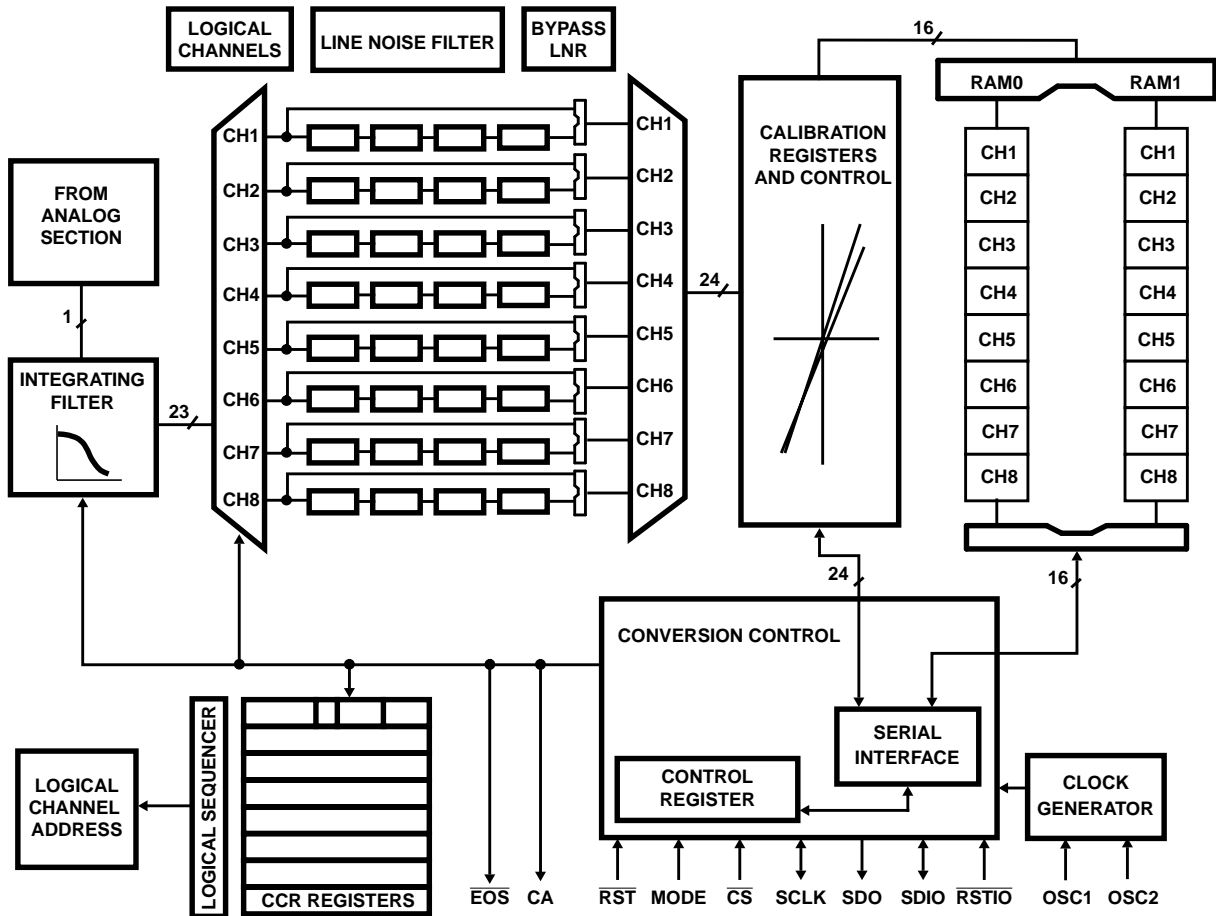 LOGICAL
CHANNELS
LINE NOISE FILTER
BYPASS
LNR
16
RAM0
RAM1
FROM
ANALOG
SECTION
1
INTEGRATING
FILTER
23
CH1
CH2
CH3
CH4
CH5
CH6
CH7
CH8
CH1
CH2
CH3
CH4
CH5
CH6
CH7
CH8
24
CALIBRATION
REGISTERS
AND CONTROL
CH1
CH2
CH3
CH4
CH5
CH6
CH7
CH8
CH1
CH2
CH3
CH4
CH5
CH6
CH7
CH8
24
16
CONVERSION CONTROL
SERIAL
INTERFACE
CONTROL
REGISTER
CLOCK
GENERATOR
LOGICAL
CHANNEL
ADDRESS
LOGICAL SEQUENCER
CCR REGISTERS
E̅O̅S̅
CA
R̅S̅T̅
MODE
C̅S̅
SCLK
SDO
SDIO
R̅S̅T̅I̅O̅
OSC1
OSC2